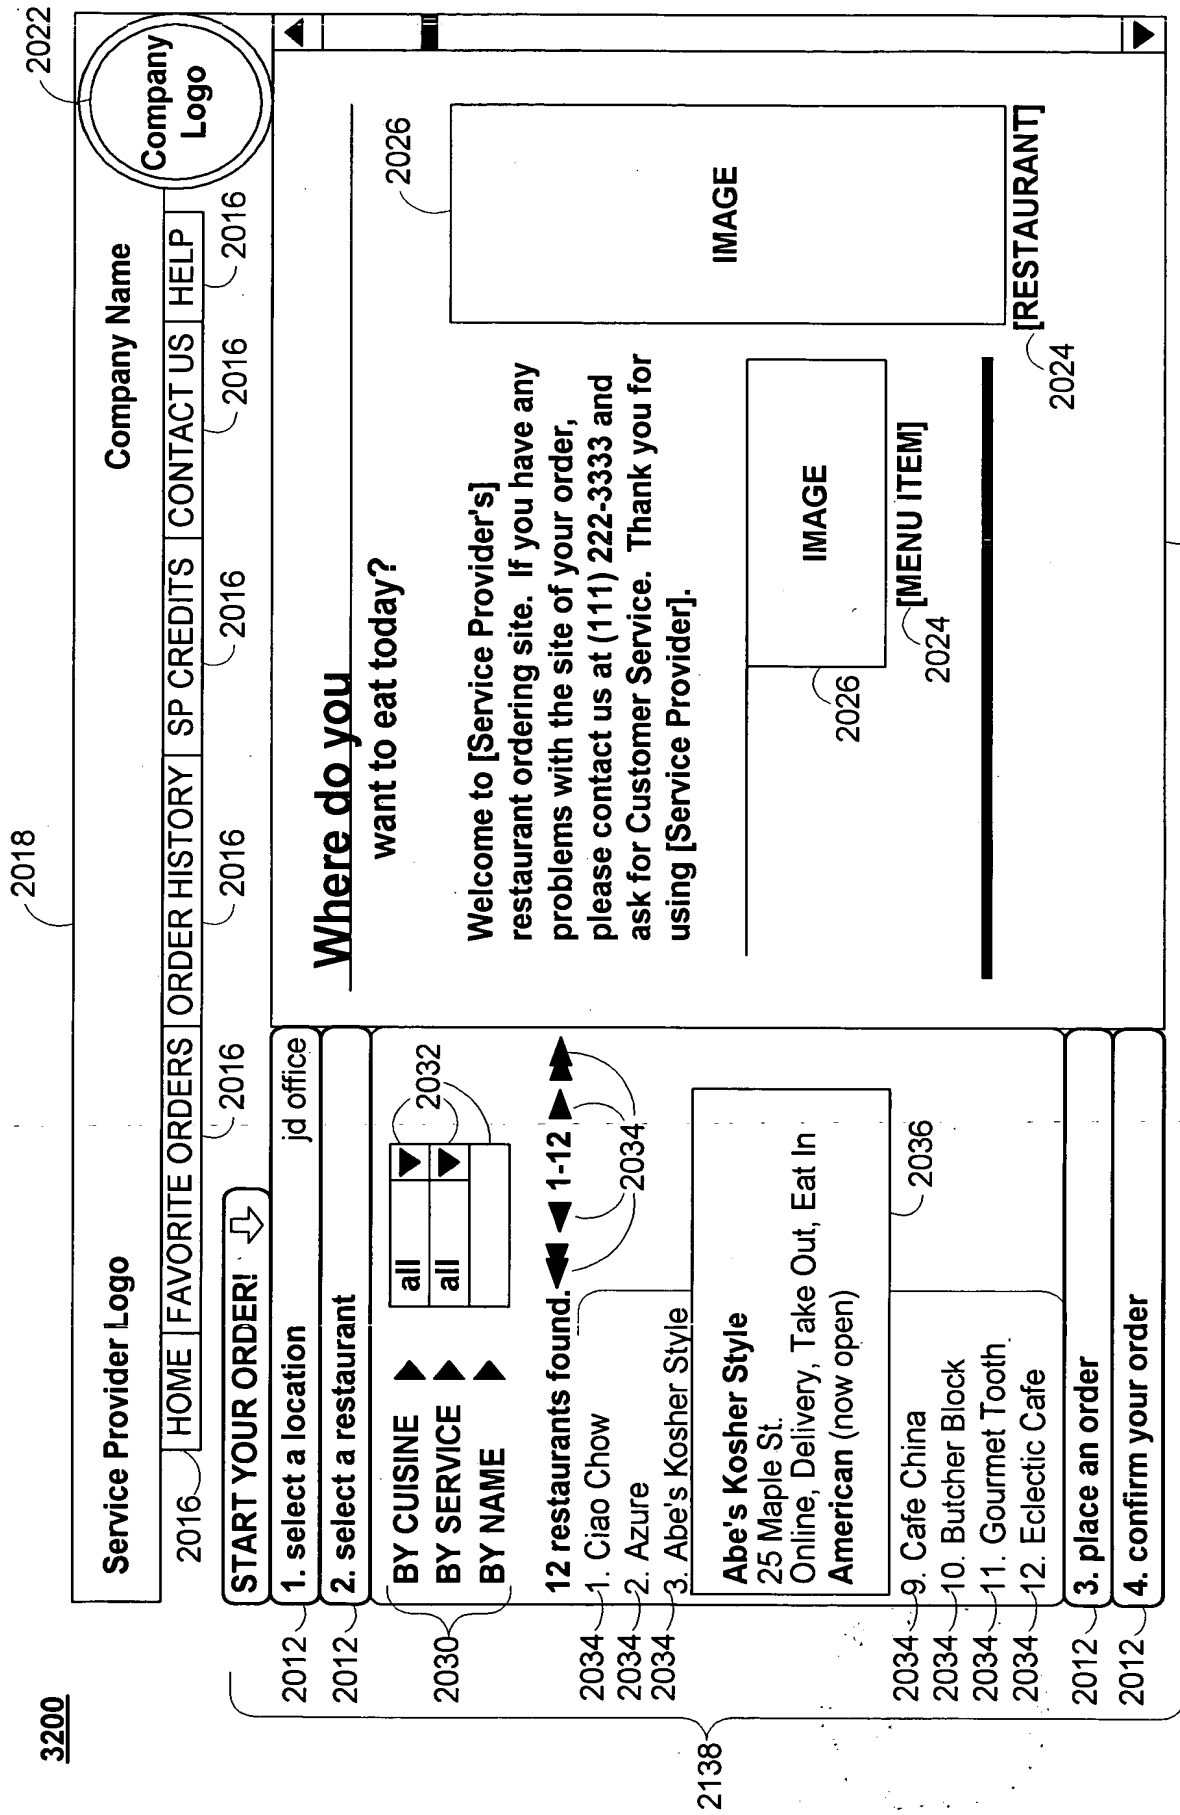 3200
2018
2022
Service Provider Logo
Company Name
Company
Logo
2016
HOME
FAVORITE ORDERS
ORDER HISTORY
SP CREDITS
CONTACT US
HELP
2016
2016
2016
2016
2016
START YOUR ORDER!
2012
1. select a location
jd office
2012
2. select a restaurant
2030
BY CUISINE
all
BY SERVICE
all
BY NAME
2032
12 restaurants found.
1-12
2034
2034
1. Ciao Chow
2034
2. Azure
2034
3. Abe's Kosher Style
Abe's Kosher Style
25 Maple St.
Online, Delivery, Take Out, Eat In
American (now open)
2036
2034
9. Cafe China
2034
10. Butcher Block
2034
11. Gourmet Tooth
2034
12. Eclectic Cafe
2012
3. place an order
2012
4. confirm your order
2138
Where do you
want to eat today?
Welcome to [Service Provider's]
restaurant ordering site. If you have any
problems with the site of your order,
please contact us at (111) 222-3333 and
ask for Customer Service. Thank you for
using [Service Provider].
2026
IMAGE
[RESTAURANT]
2024
IMAGE
2026
[MENU ITEM]
2024